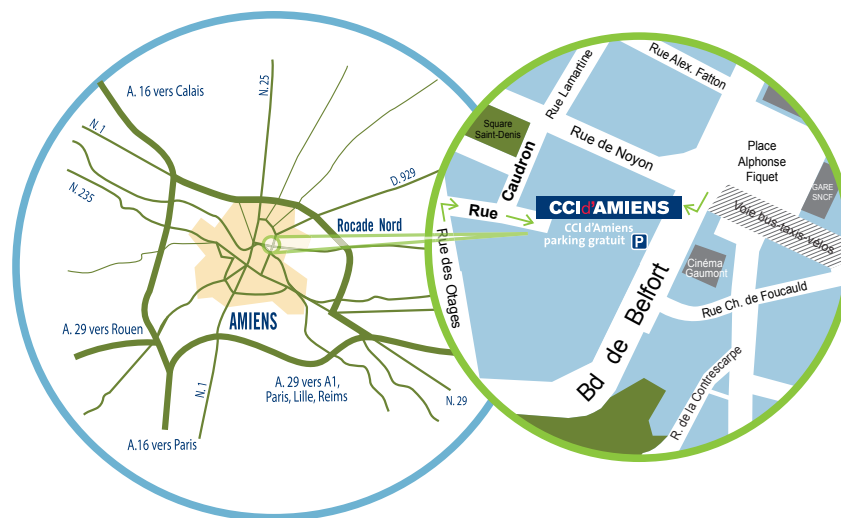 A. 16 vers Calais
N. 25
N. 1
N. 235
D. 929
Rocade Nord
AMIENS
A. 29 vers Rouen
N. 1
A. 29 vers A1,
Paris, Lille, Reims
N. 29
A.16 vers Paris
Rue Alex. Fatton
Rue Lamartine
Square
Saint-Denis
Rue de Noyon
Place
Alphonse
Fiquet
GARE
SNCF
Rue
Caudron
CCI d'AMIENS
CCI d'Amiens
parking gratuit P
Voie bus-taxis-vélos
Rue des Otages
Cinéma
Gaumont
Bd de Belfort
Rue Ch. de Foucauld
R. de la Contrescarpe